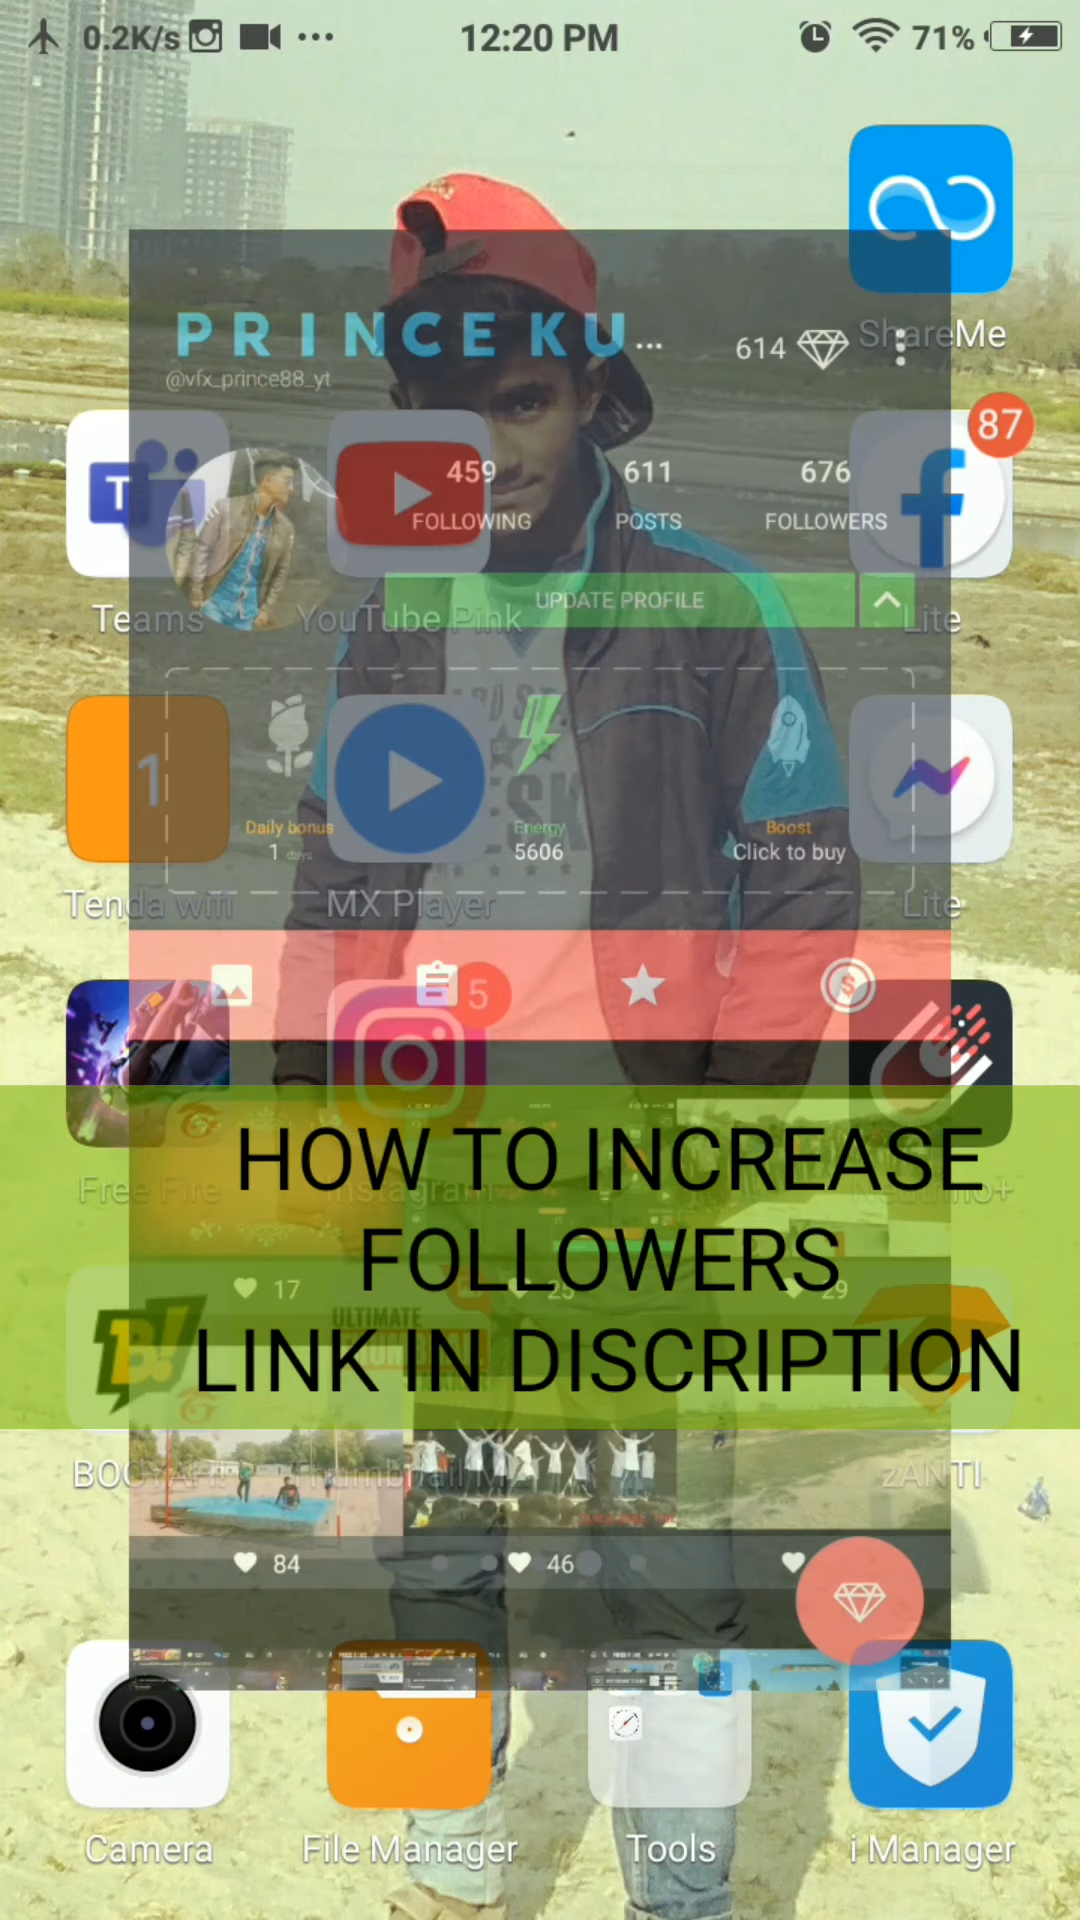 0.2K/s
12:20 PM
71%
ShareMe
PRINCE KU...
@vfx_prince88_yt
614
87
459
611
676
FOLLOWING
POSTS
FOLLOWERS
UPDATE PROFILE
Teams
YouTube Pink
Lite
Daily bonus
1 days
Energy
5606
Boost
Click to buy
Tenda wifi
MX Player
Lite
5
HOW TO INCREASE
FOLLOWERS
LINK IN DISCRIPTION
Free Fire
Instagram
17
25
29
ULTIMATE
84
46
zANTI
Camera
File Manager
Tools
i Manager